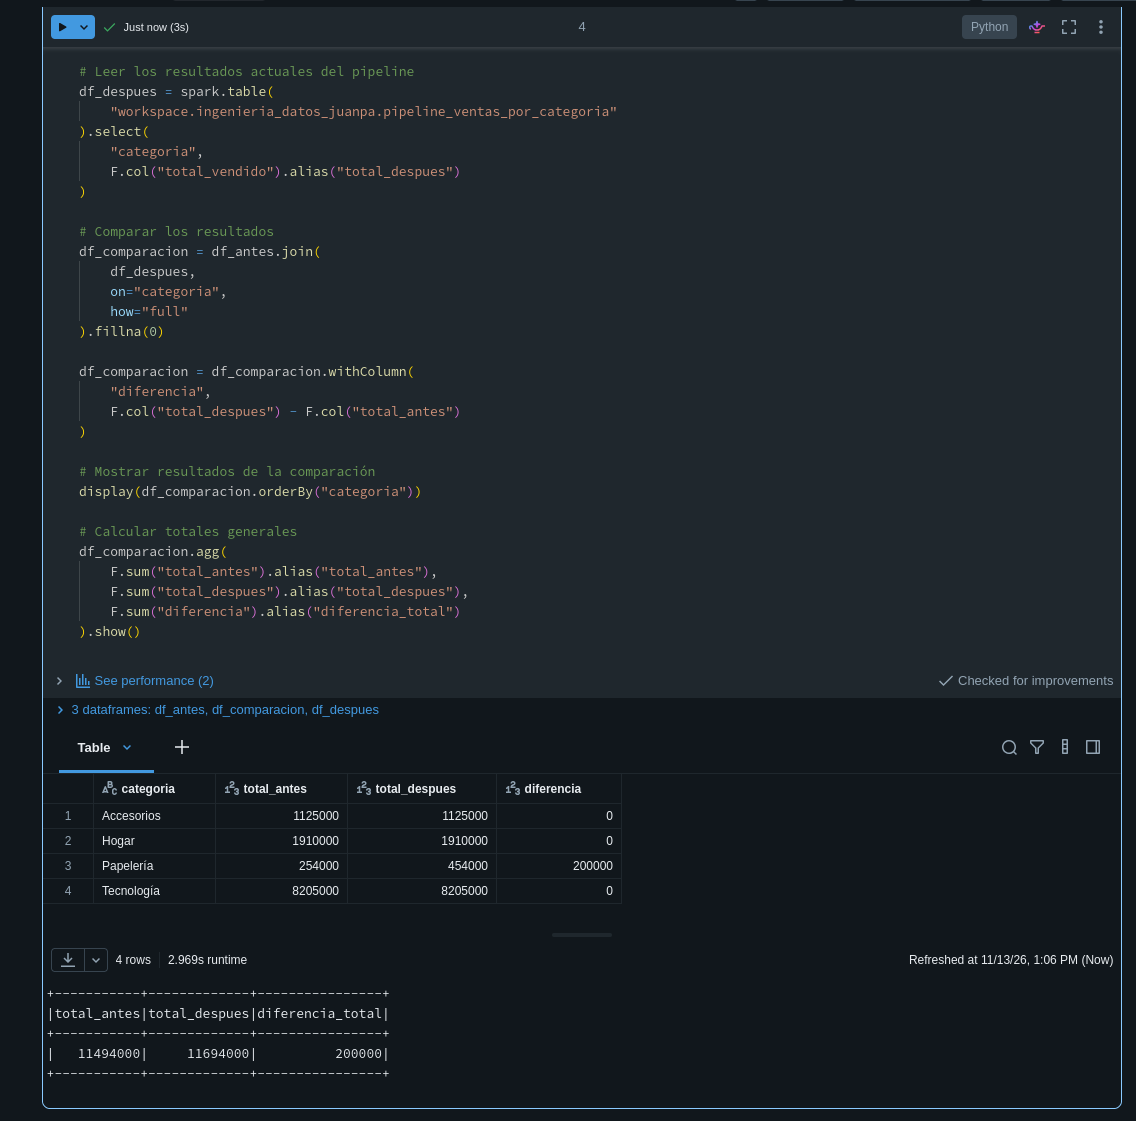 Just now (3s)
4
Python
# Leer los resultados actuales del pipeline
df_despues = spark.table(
    "workspace.ingenieria_datos_juanpa.pipeline_ventas_por_categoria"
).select(
    "categoria",
    F.col("total_vendido").alias("total_despues")
)

# Comparar los resultados
df_comparacion = df_antes.join(
    df_despues,
    on="categoria",
    how="full"
).fillna(0)

df_comparacion = df_comparacion.withColumn(
    "diferencia",
    F.col("total_despues") - F.col("total_antes")
)

# Mostrar resultados de la comparación
display(df_comparacion.orderBy("categoria"))

# Calcular totales generales
df_comparacion.agg(
    F.sum("total_antes").alias("total_antes"),
    F.sum("total_despues").alias("total_despues"),
    F.sum("diferencia").alias("diferencia_total")
).show()
See performance (2)
Checked for improvements
3 dataframes: df_antes, df_comparacion, df_despues
Table
categoria total_antes total_despues diferencia
1 Accesorios 1125000 1125000 0
2 Hogar 1910000 1910000 0
3 Papelería 254000 454000 200000
4 Tecnología 8205000 8205000 0
4 rows 2.969s runtime
Refreshed at 11/13/26, 1:06 PM (Now)
+-----------+-------------+----------------+
|total_antes|total_despues|diferencia_total|
+-----------+-------------+----------------+
|   11494000|     11694000|          200000|
+-----------+-------------+----------------+